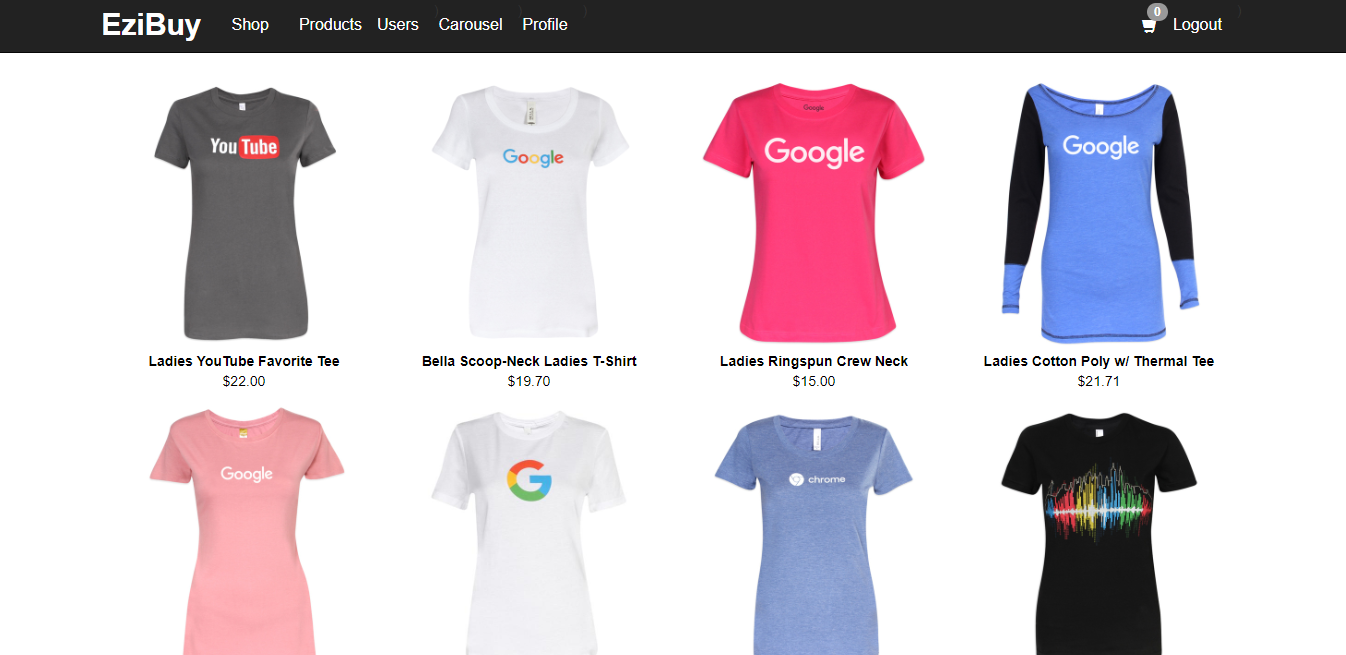 EziBuy Shop Products Users Carousel Profile 0 Logout
YouTube
Google
Google
Google
Google
Ladies YouTube Favorite Tee
$22.00
Bella Scoop-Neck Ladies T-Shirt
$19.70
Ladies Ringspun Crew Neck
$15.00
Ladies Cotton Poly w/ Thermal Tee
$21.71
Google
G
chrome